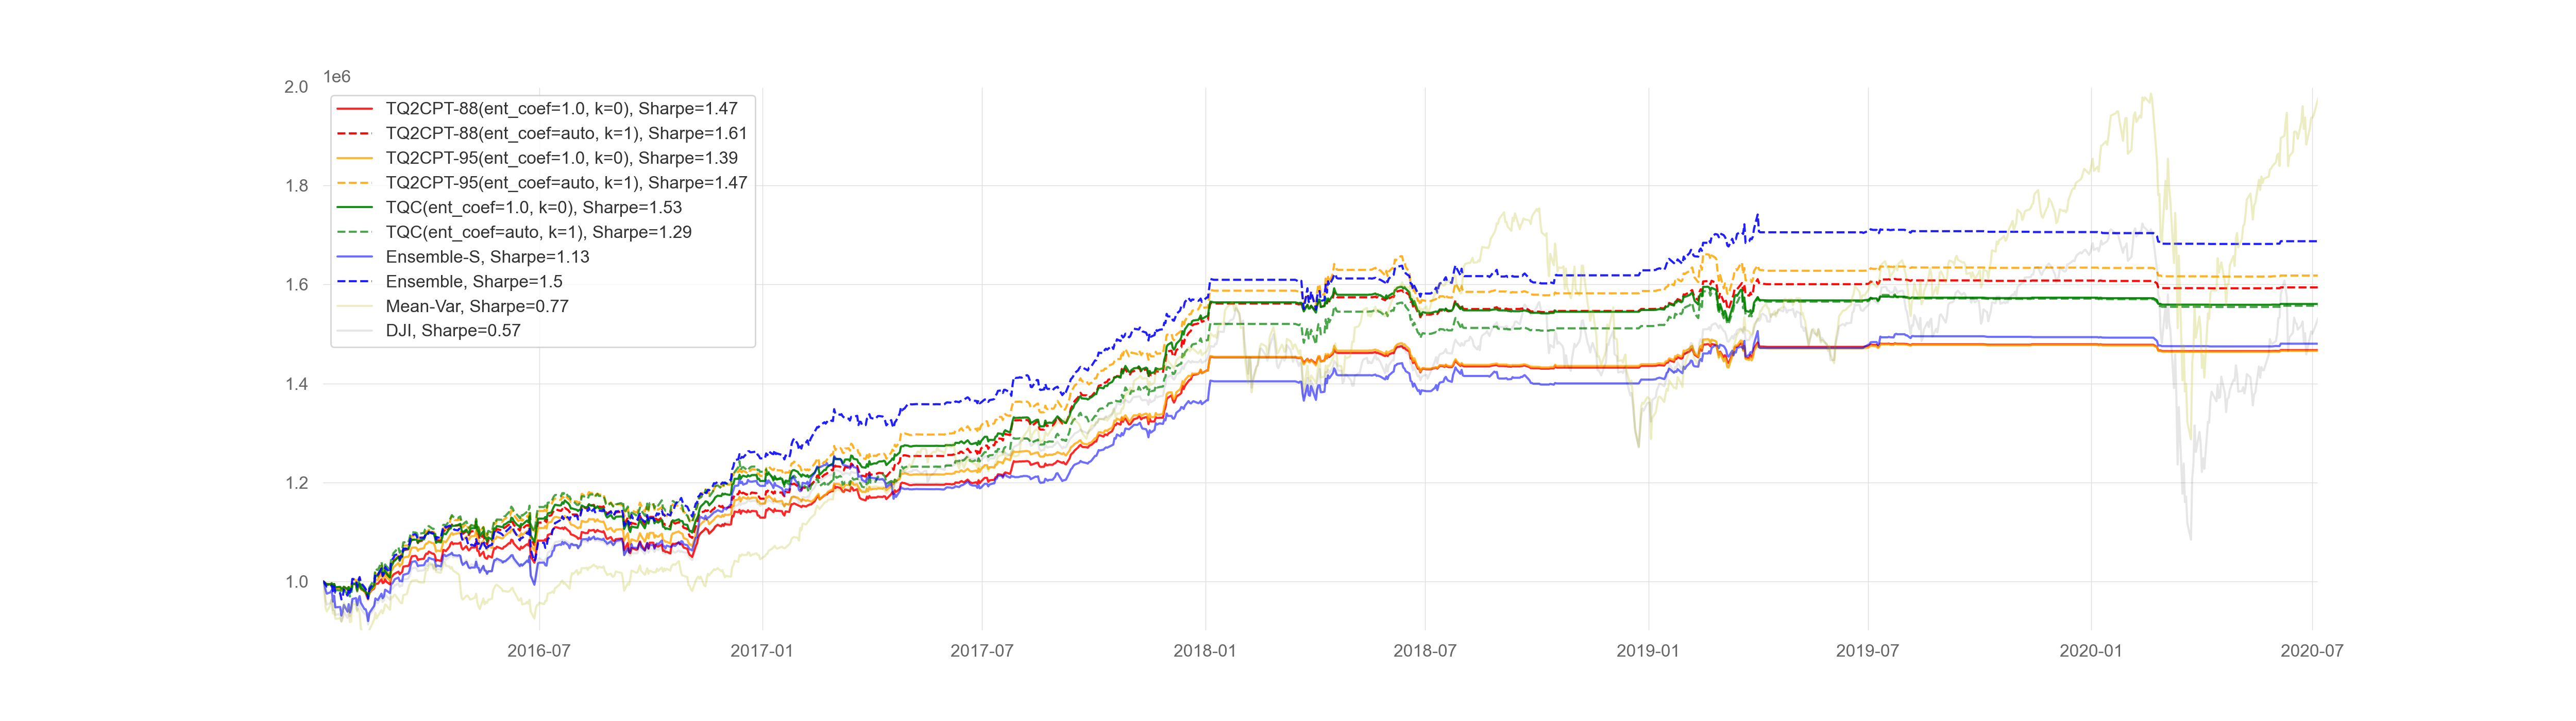 1e6
2.0
1.8
1.6
1.4
1.2
1.0
TQ2CPT-88(ent_coef=1.0, k=0), Sharpe=1.47
TQ2CPT-88(ent_coef=auto, k=1), Sharpe=1.61
TQ2CPT-95(ent_coef=1.0, k=0), Sharpe=1.39
TQ2CPT-95(ent_coef=auto, k=1), Sharpe=1.47
TQC(ent_coef=1.0, k=0), Sharpe=1.53
TQC(ent_coef=auto, k=1), Sharpe=1.29
Ensemble-S, Sharpe=1.13
Ensemble, Sharpe=1.5
Mean-Var, Sharpe=0.77
DJI, Sharpe=0.57
2016-07 2017-01 2017-07 2018-01 2018-07 2019-01 2019-07 2020-01 2020-07